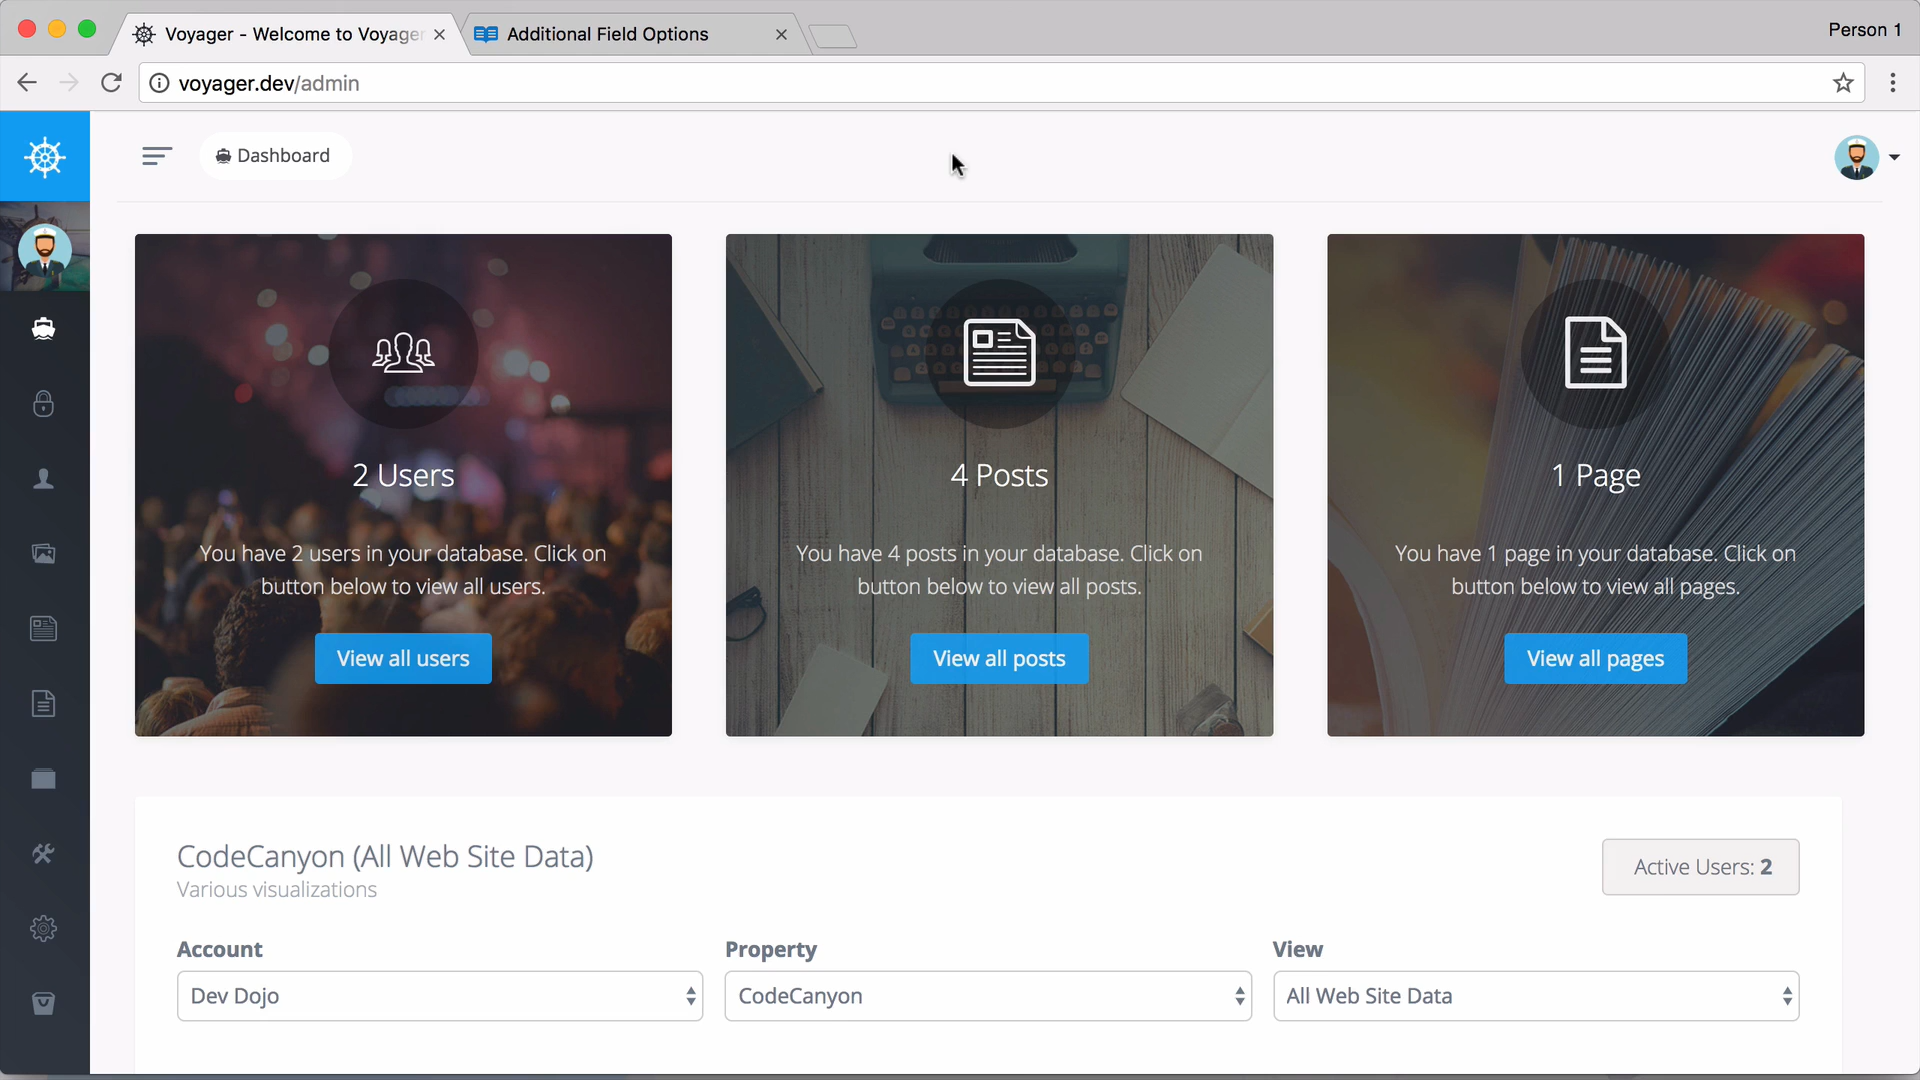 Voyager - Welcome to Voyager
Additional Field Options
Person 1
voyager.dev/admin
Dashboard
2 Users
You have 2 users in your database. Click on
button below to view all users.
View all users
4 Posts
You have 4 posts in your database. Click on
button below to view all posts.
View all posts
1 Page
You have 1 page in your database. Click on
button below to view all pages.
View all pages
CodeCanyon (All Web Site Data)
Various visualizations
Active Users: 2
Account
Property
View
Dev Dojo
CodeCanyon
All Web Site Data